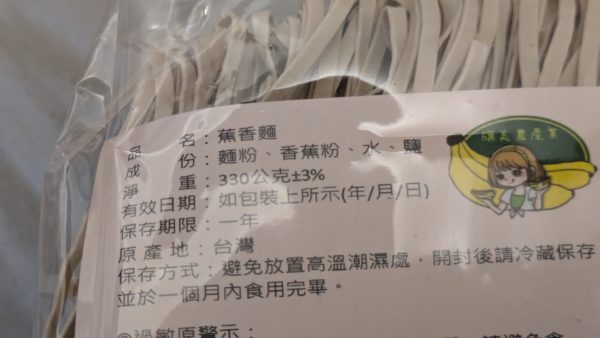 品　　名：蕉香麵
成　　份：麵粉、香蕉粉、水、鹽
淨　　重：330公克±3%
有效日期：如包裝上所示(年/月/日)
保存期限：一年
原 產 地：台灣
保存方式：避免放置高溫潮濕處，開封後請冷藏保存
並於一個月內食用完畢。
過敏原警示：
農產業